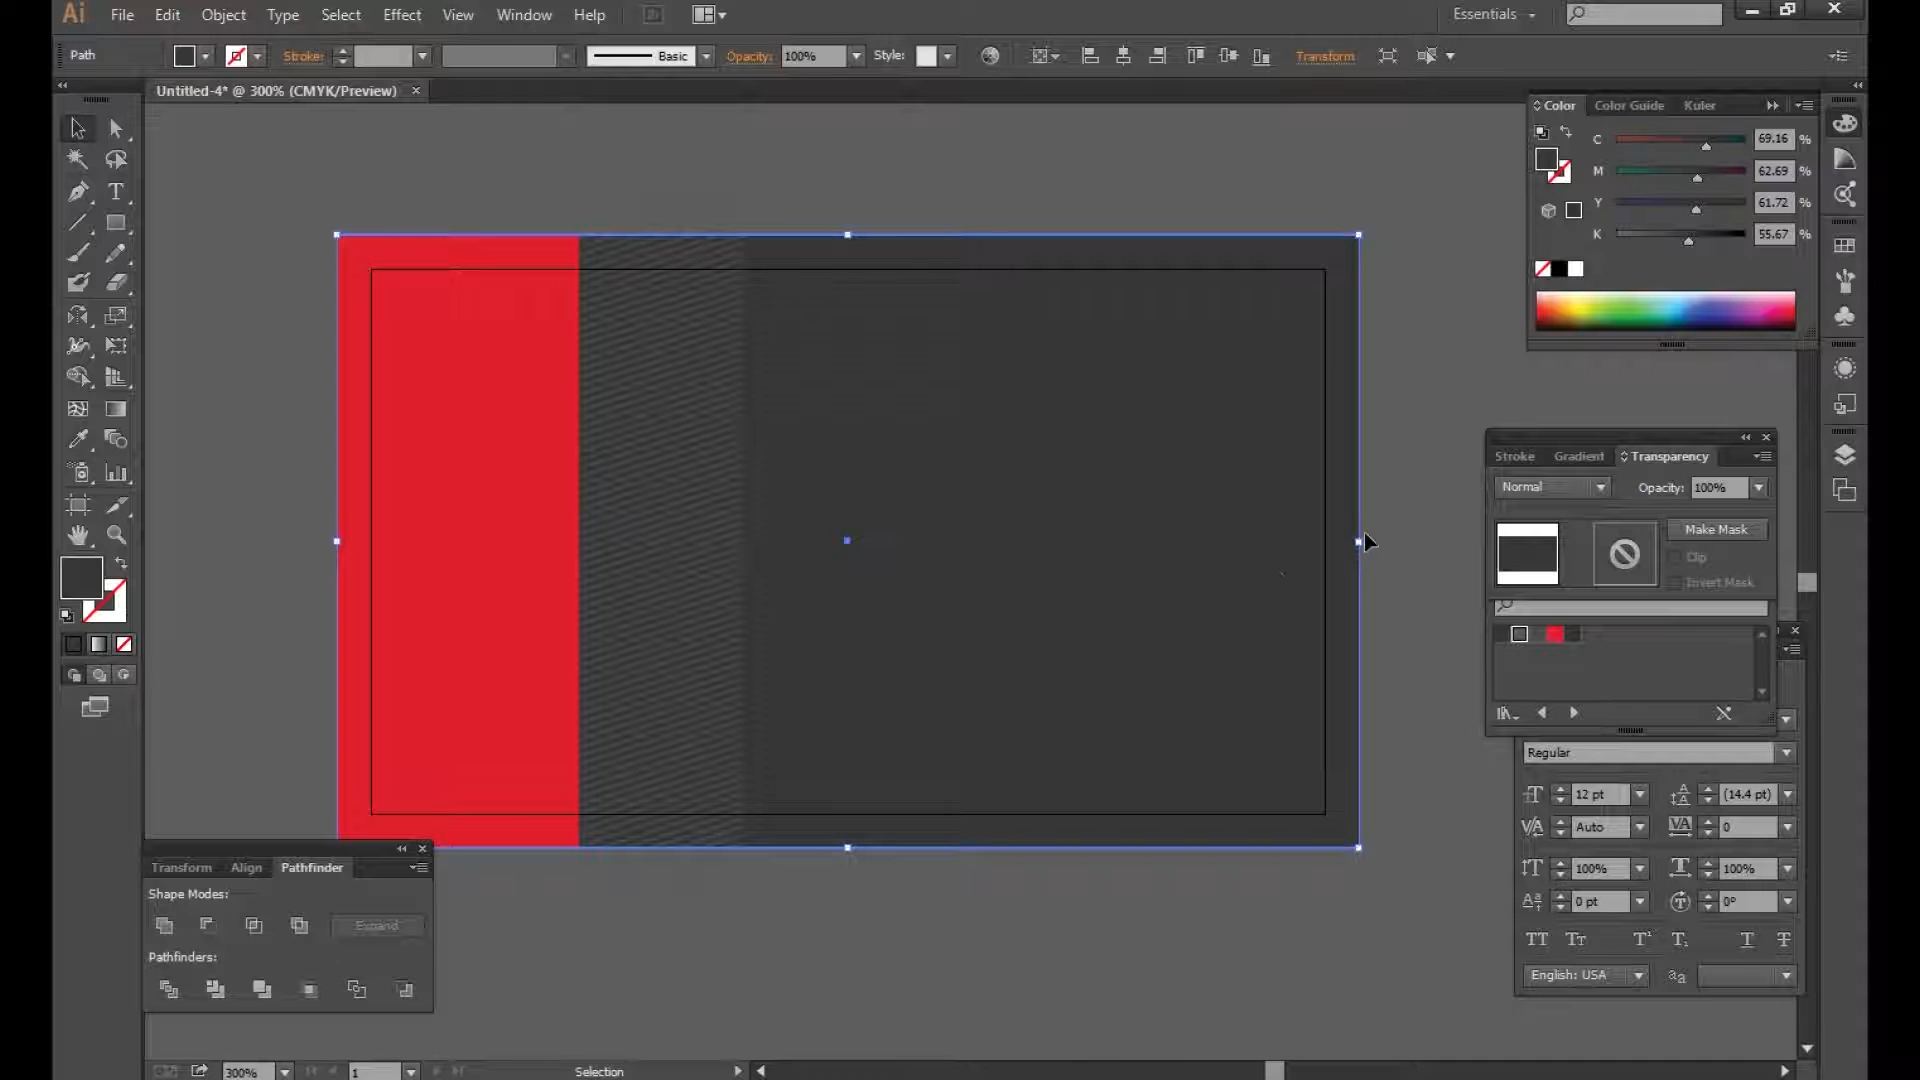 Ai File Edit Object Type Select Effect View Window Help Essentials
Path Stroke: Basic Opacity: 100% Style: Transform
Untitled-4* @ 300% (CMYK/Preview) ×
Color Color Guide Kuler
C 69.16 %
M 62.69 %
Y 61.72 %
K 55.67 %
Stroke Gradient Transparency
Normal Opacity: 100%
Make Mask
Clip
Invert Mask
Regular
12 pt (14.4 pt)
Auto 0
100% 100%
0 pt 0°
English: USA
Transform Align Pathfinder
Shape Modes:
Expand
Pathfinders:
300% 1 Selection